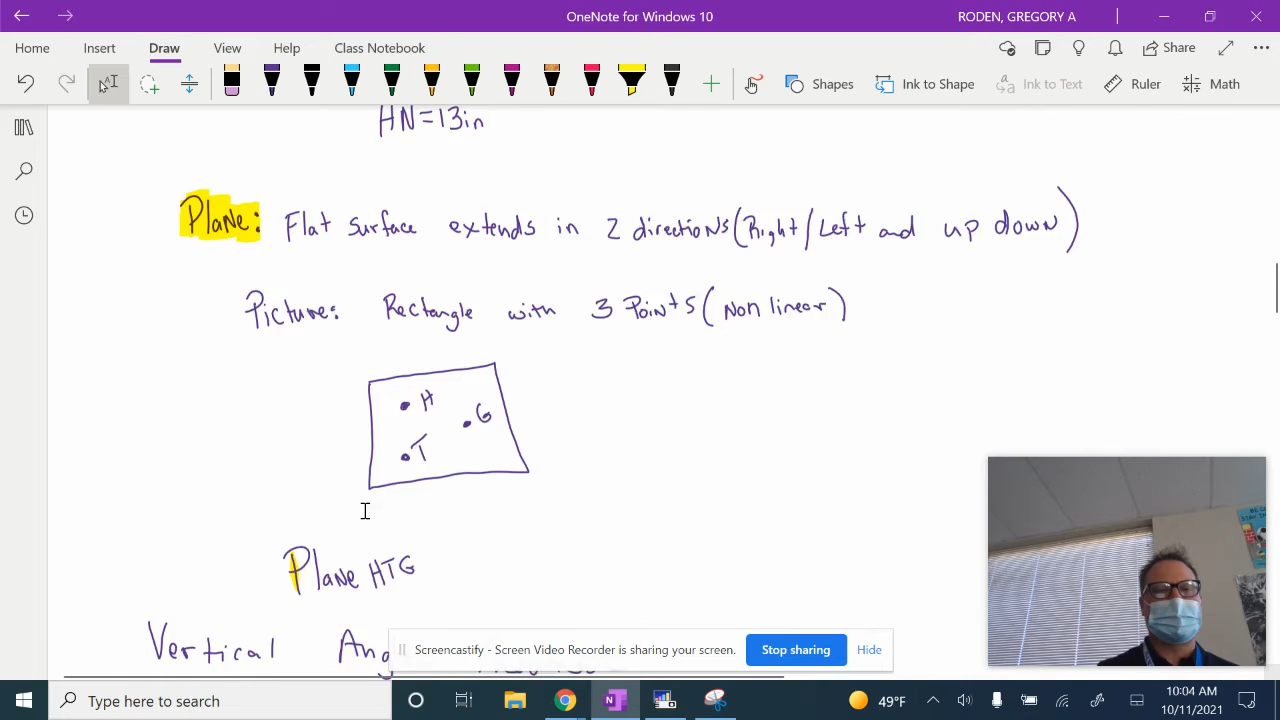 OneNote for Windows 10
RODEN, GREGORY A
Home Insert Draw View Help Class Notebook
Share
Shapes Ink to Shape Ink to Text Ruler Math
HN=13in
Plane: Flat surface extends in 2 directions (Right/Left and up down)
Picture: Rectangle with 3 Points (Non linear)
H
G
T
Plane HTG
Vertical Ang
Screencastify - Screen Video Recorder is sharing your screen. Stop sharing Hide
Type here to search
49°F
10:04 AM
10/11/2021